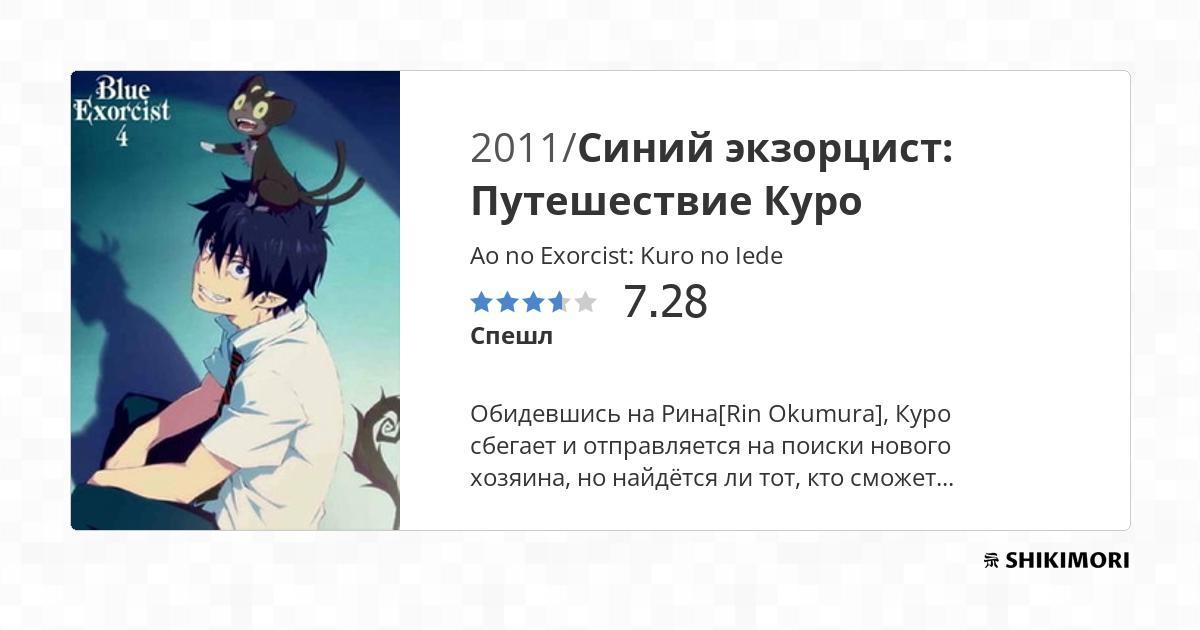 Blue
Exorcist
4
2011/Синий экзорцист:
Путешествие Куро
Ao no Exorcist: Kuro no Iede
7.28
Спешл
Обидевшись на Рина[Rin Okumura], Куро
сбегает и отправляется на поиски нового
хозяина, но найдётся ли тот, кто сможет...
SHIKIMORI